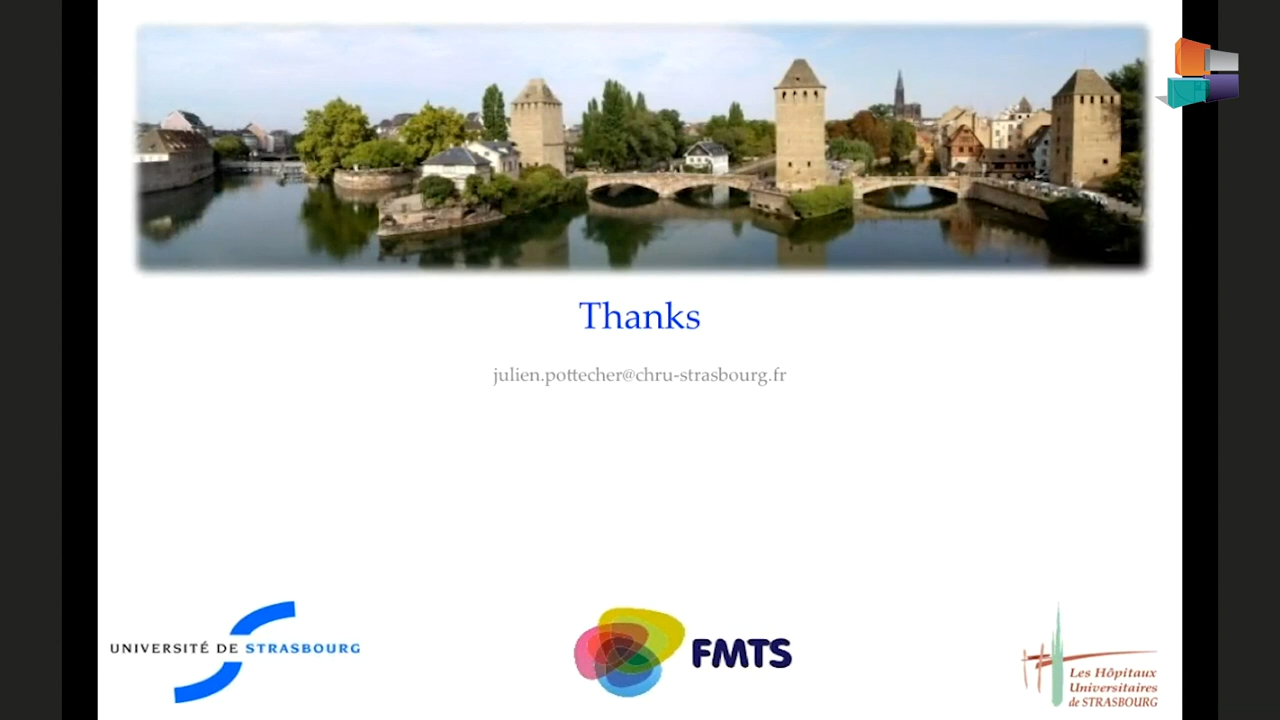 Thanks
julien.pottecher@chru-strasbourg.fr
UNIVERSITÉ DE STRASBOURG
FMTS
Les Hôpitaux
Universitaires
de STRASBOURG